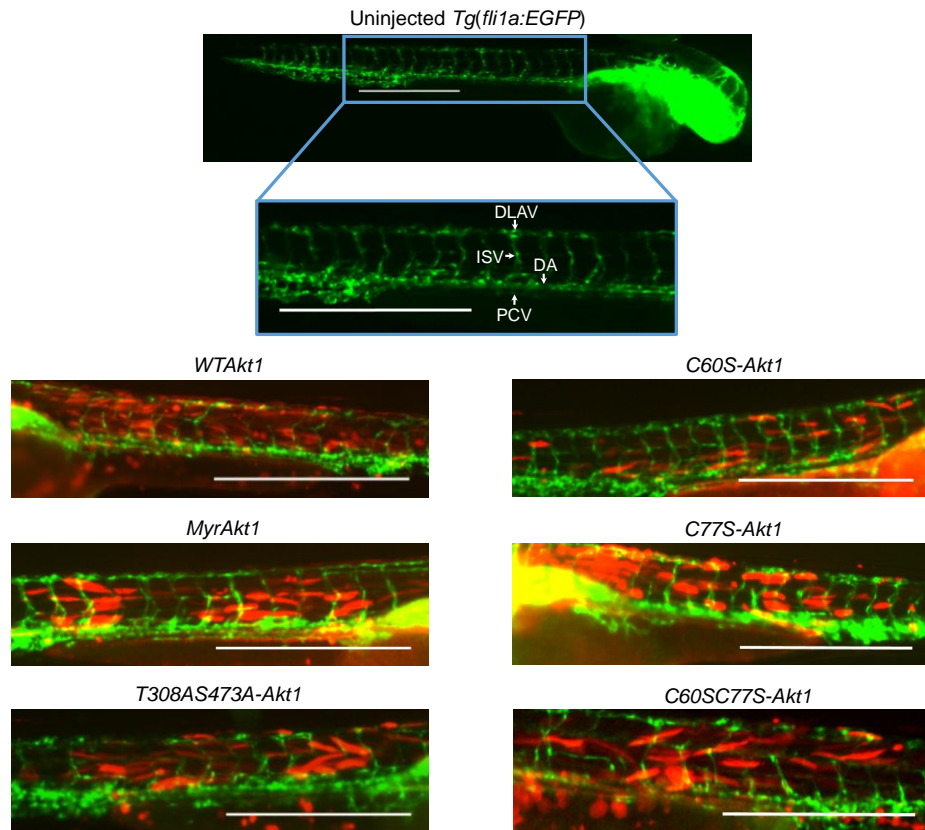 Uninjected Tg(fli1a:EGFP)
DLAV
ISV
DA
PCV
WTAkt1
C60S-Akt1
MyrAkt1
C77S-Akt1
T308AS473A-Akt1
C60SC77S-Akt1